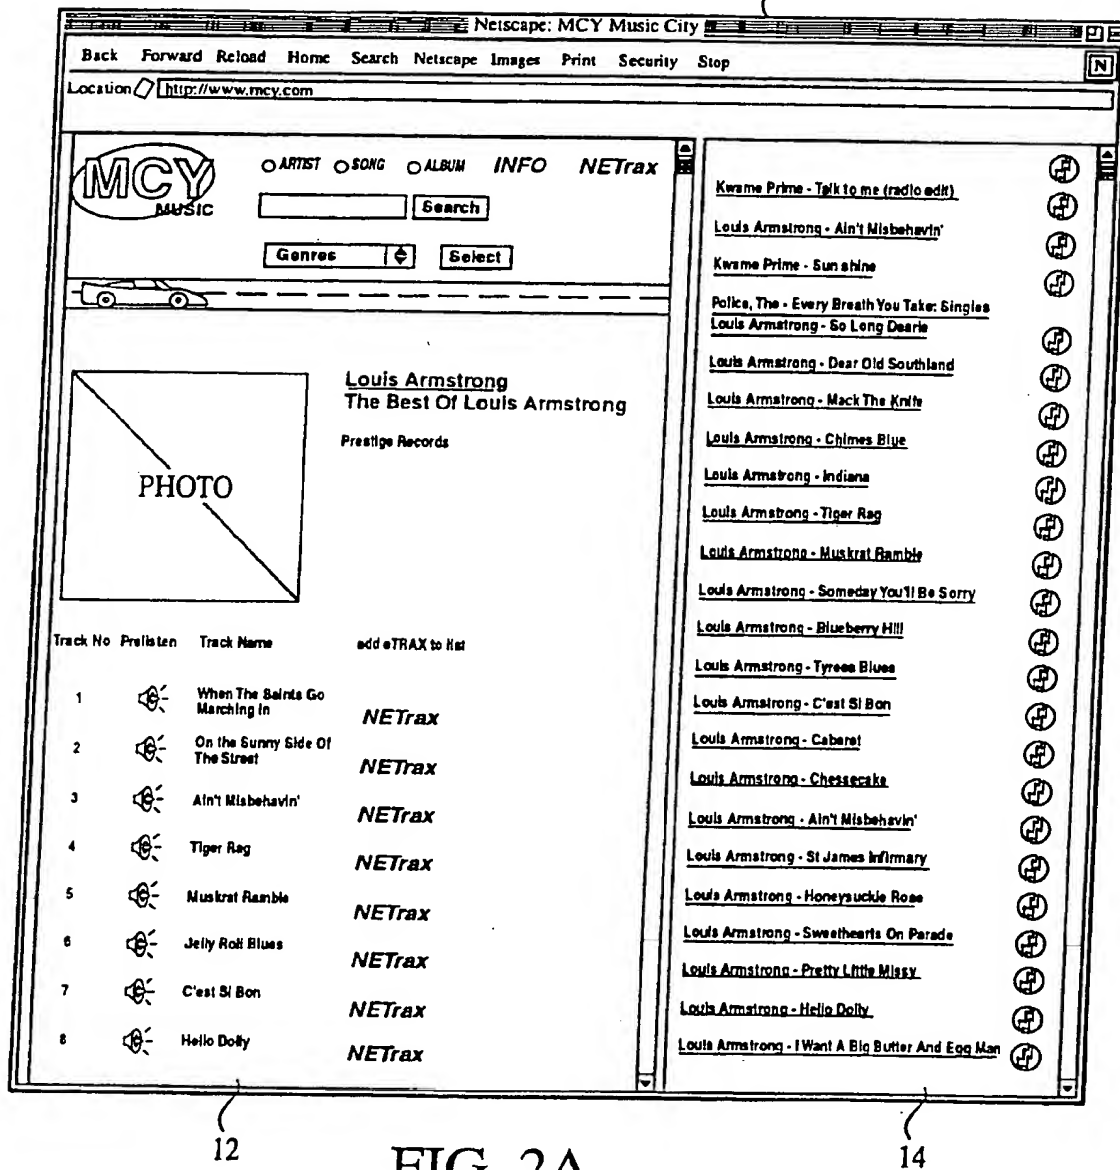 Netscape: MCY Music City
Back Forward Reload Home Search Netscape Images Print Security Stop
N
Location http://www.mcy.com
MCY
MUSIC
ARTIST SONG ALBUM INFO NETrax
Search
Genres Select
Louis Armstrong
The Best Of Louis Armstrong
Prestige Records
PHOTO
Track No Prelisten Track Name add eTRAX to list
1 When The Saints Go
Marching In NETrax
2 On the Sunny Side Of
The Street NETrax
3 Ain't Misbehavin' NETrax
4 Tiger Rag NETrax
5 Muskrat Ramble NETrax
6 Jelly Roll Blues NETrax
7 C'est Si Bon NETrax
8 Hello Dolly NETrax
Kwame Prime - Talk to me (radio edit)
Louis Armstrong - Ain't Misbehavin'
Kwame Prime - Sun shine
Police, The - Every Breath You Take: Singles
Louis Armstrong - So Long Dearie
Louis Armstrong - Dear Old Southland
Louis Armstrong - Mack The Knife
Louis Armstrong - Chimes Blue
Louis Armstrong - Indiana
Louis Armstrong - Tiger Rag
Louis Armstrong - Muskrat Ramble
Louis Armstrong - Someday You'll Be Sorry
Louis Armstrong - Blueberry Hill
Louis Armstrong - Tyrees Blues
Louis Armstrong - C'est Si Bon
Louis Armstrong - Cabaret
Louis Armstrong - Chessecake
Louis Armstrong - Ain't Misbehavin'
Louis Armstrong - St James Infirmary
Louis Armstrong - Honeysuckle Rose
Louis Armstrong - Sweethearts On Parade
Louis Armstrong - Pretty Little Missy
Louis Armstrong - Hello Dolly
Louis Armstrong - I Want A Big Butter And Egg Man
12
14
FIG. 2A